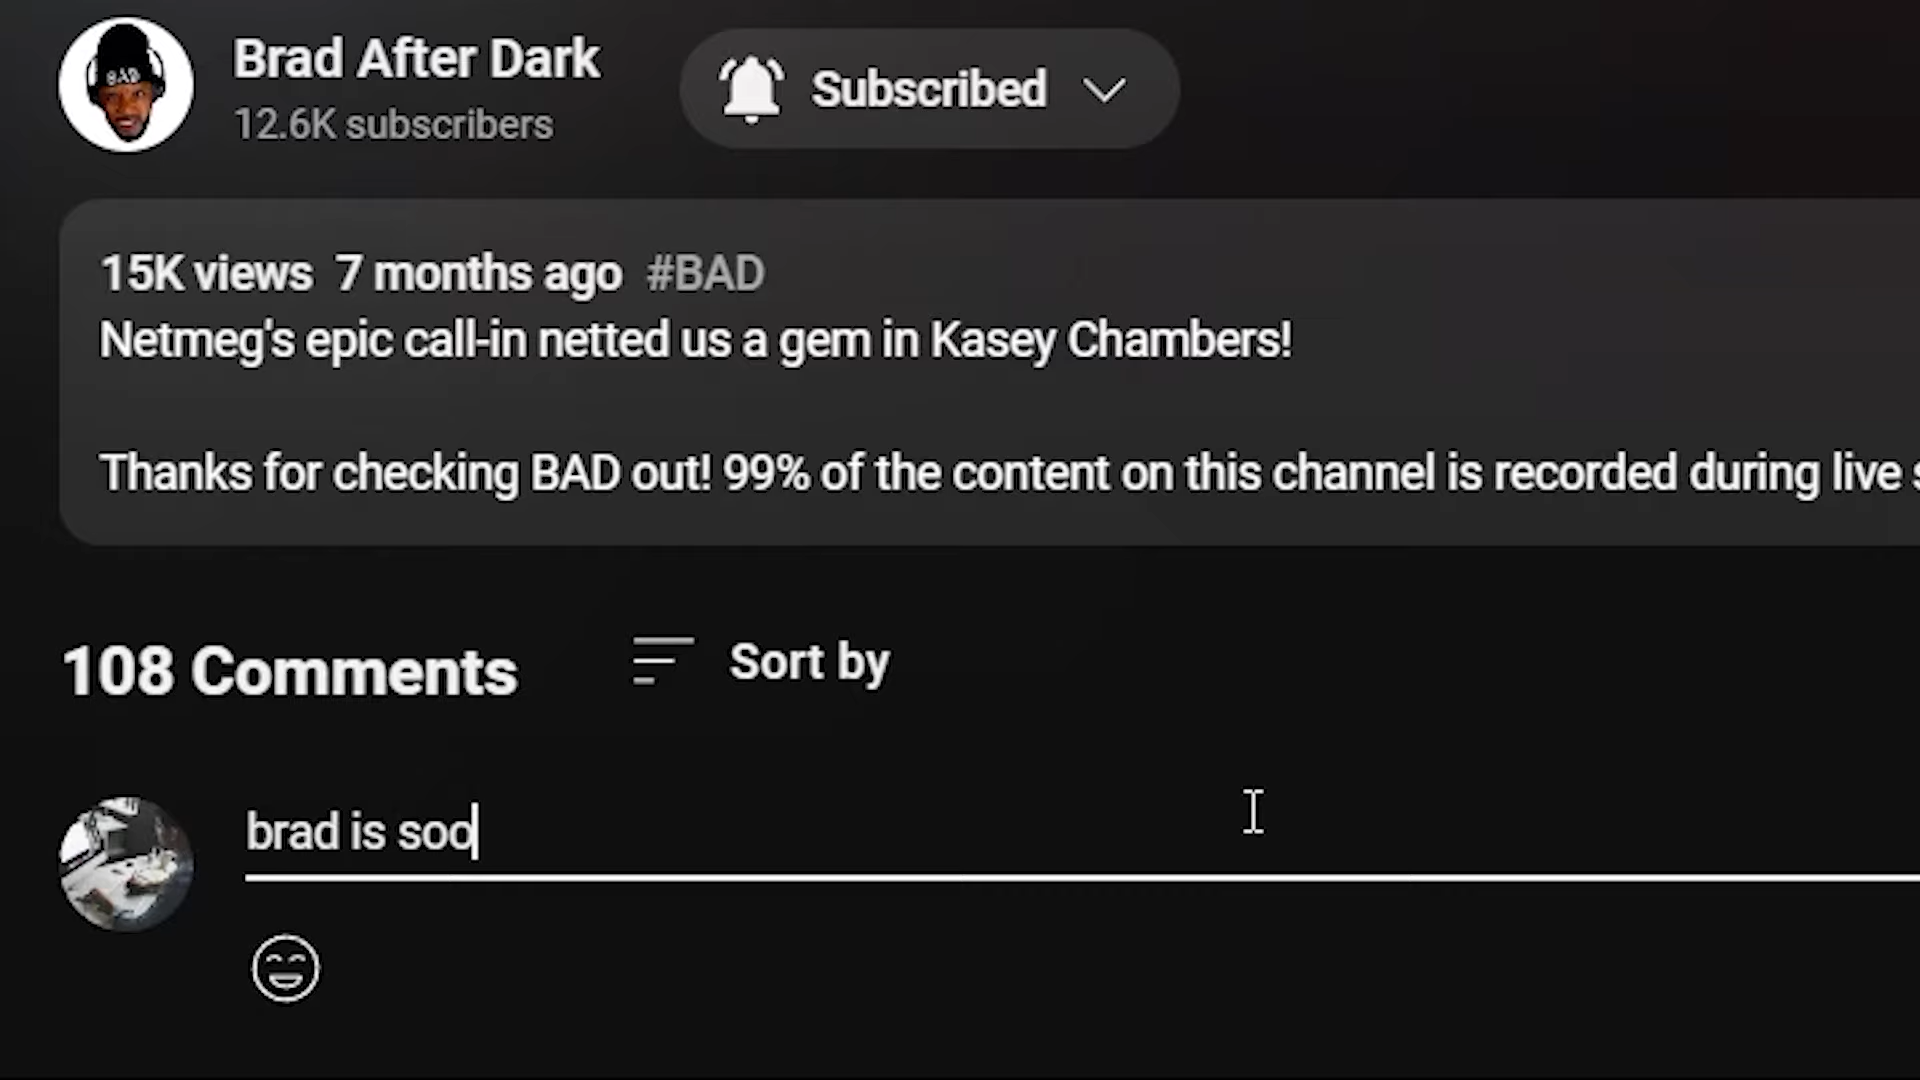 BAD
Brad After Dark
12.6K subscribers
Subscribed
15K views 7 months ago #BAD
Netmeg's epic call-in netted us a gem in Kasey Chambers!
Thanks for checking BAD out! 99% of the content on this channel is recorded during live
108 Comments
Sort by
brad is soo